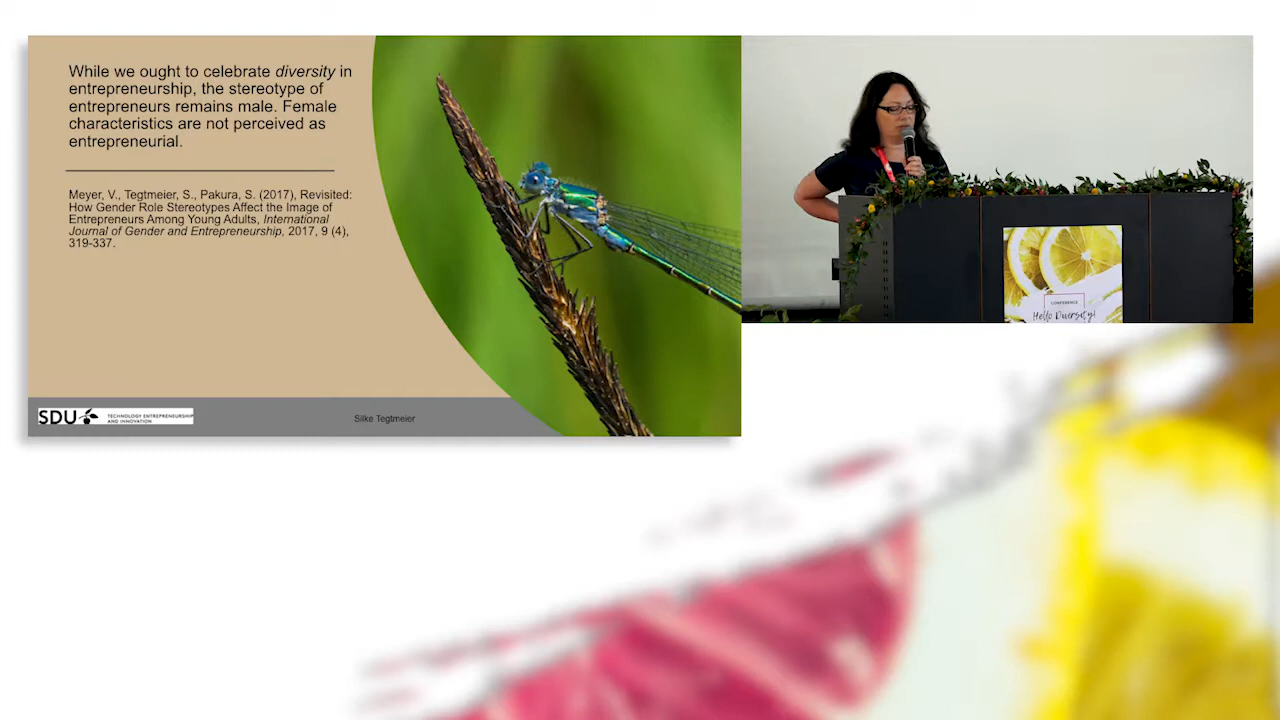 While we ought to celebrate diversity in
entrepreneurship, the stereotype of
entrepreneurs remains male. Female
characteristics are not perceived as
entrepreneurial.
Meyer, V., Tegtmeier, S., Pakura, S. (2017), Revisited:
How Gender Role Stereotypes Affect the Image of
Entrepreneurs Among Young Adults, International
Journal of Gender and Entrepreneurship, 2017, 9 (4),
319-337.
SDU
TECHNOLOGY ENTREPRENEURSHIP
AND INNOVATION
Silke Tegtmeier
CONFERENCE
Hello Diversity!